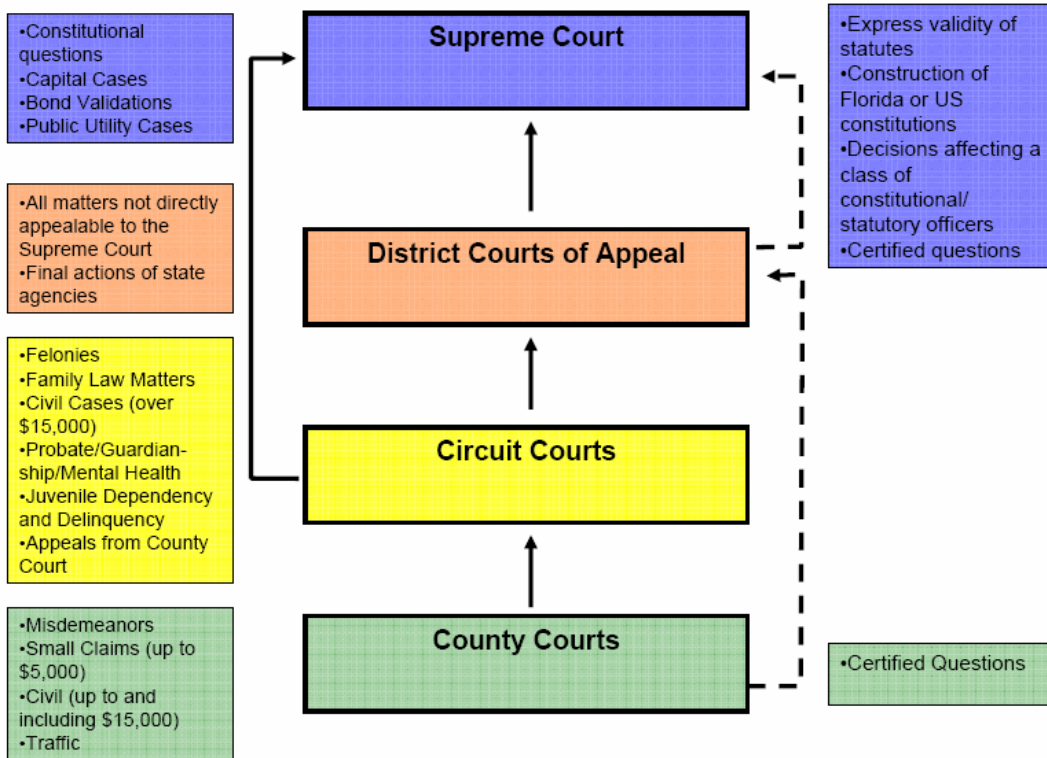 •Constitutional
questions
•Capital Cases
•Bond Validations
•Public Utility Cases
Supreme Court
•Express validity of
statutes
•Construction of
Florida or US
constitutions
•Decisions affecting a
class of
constitutional/
statutory officers
•Certified questions
•All matters not directly
appealable to the
Supreme Court
•Final actions of state
agencies
District Courts of Appeal
•Felonies
•Family Law Matters
•Civil Cases (over
$15,000)
•Probate/Guardian-
ship/Mental Health
•Juvenile Dependency
and Delinquency
•Appeals from County
Court
Circuit Courts
•Misdemeanors
•Small Claims (up to
$5,000)
•Civil (up to and
including $15,000)
•Traffic
County Courts
•Certified Questions